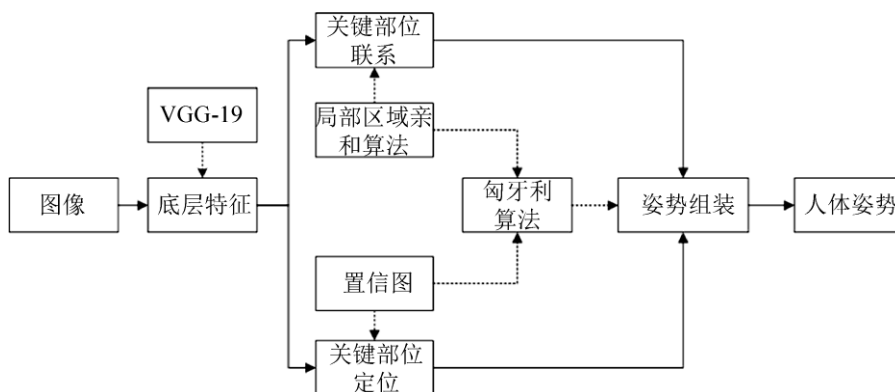 关键部位
联系
VGG-19
局部区域亲
和算法
图像
底层特征
匈牙利
算法
姿势组装
人体姿势
置信图
关键部位
定位